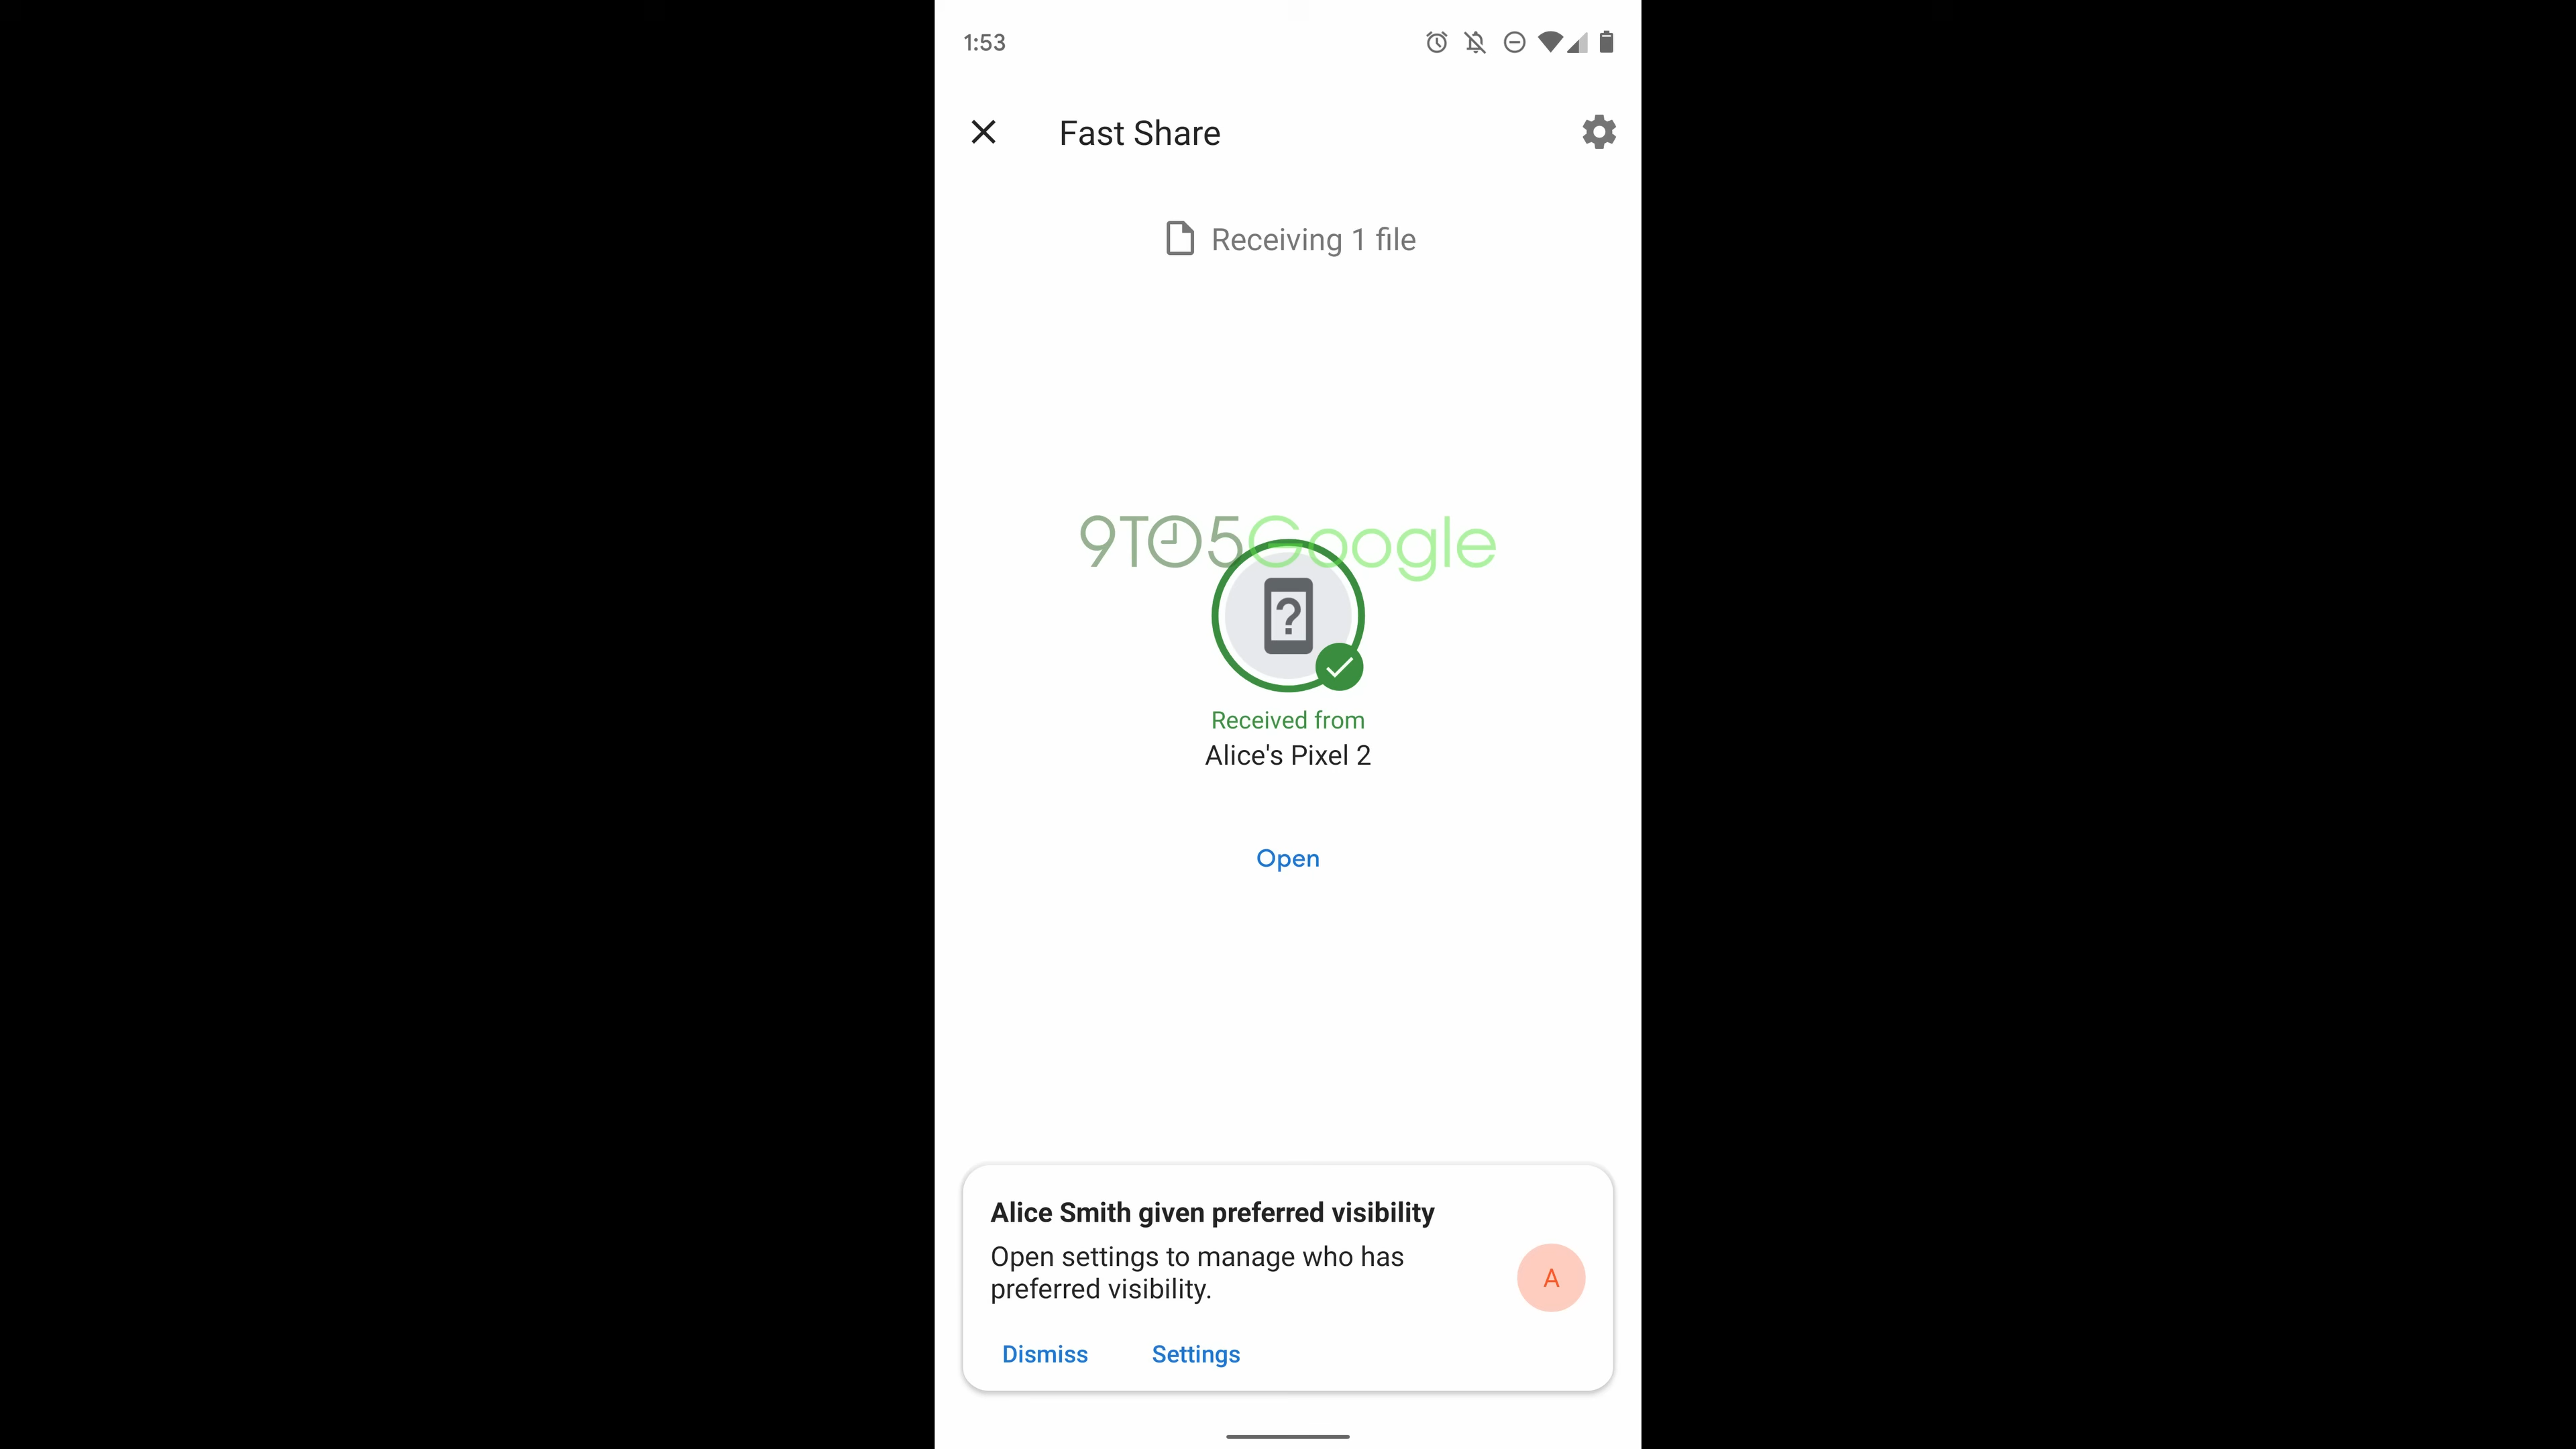 1:53
Fast Share
Receiving 1 file
9TO5Google
?
Received from
Alice's Pixel 2
Open
Alice Smith given preferred visibility
Open settings to manage who has
preferred visibility.
A
Dismiss Settings